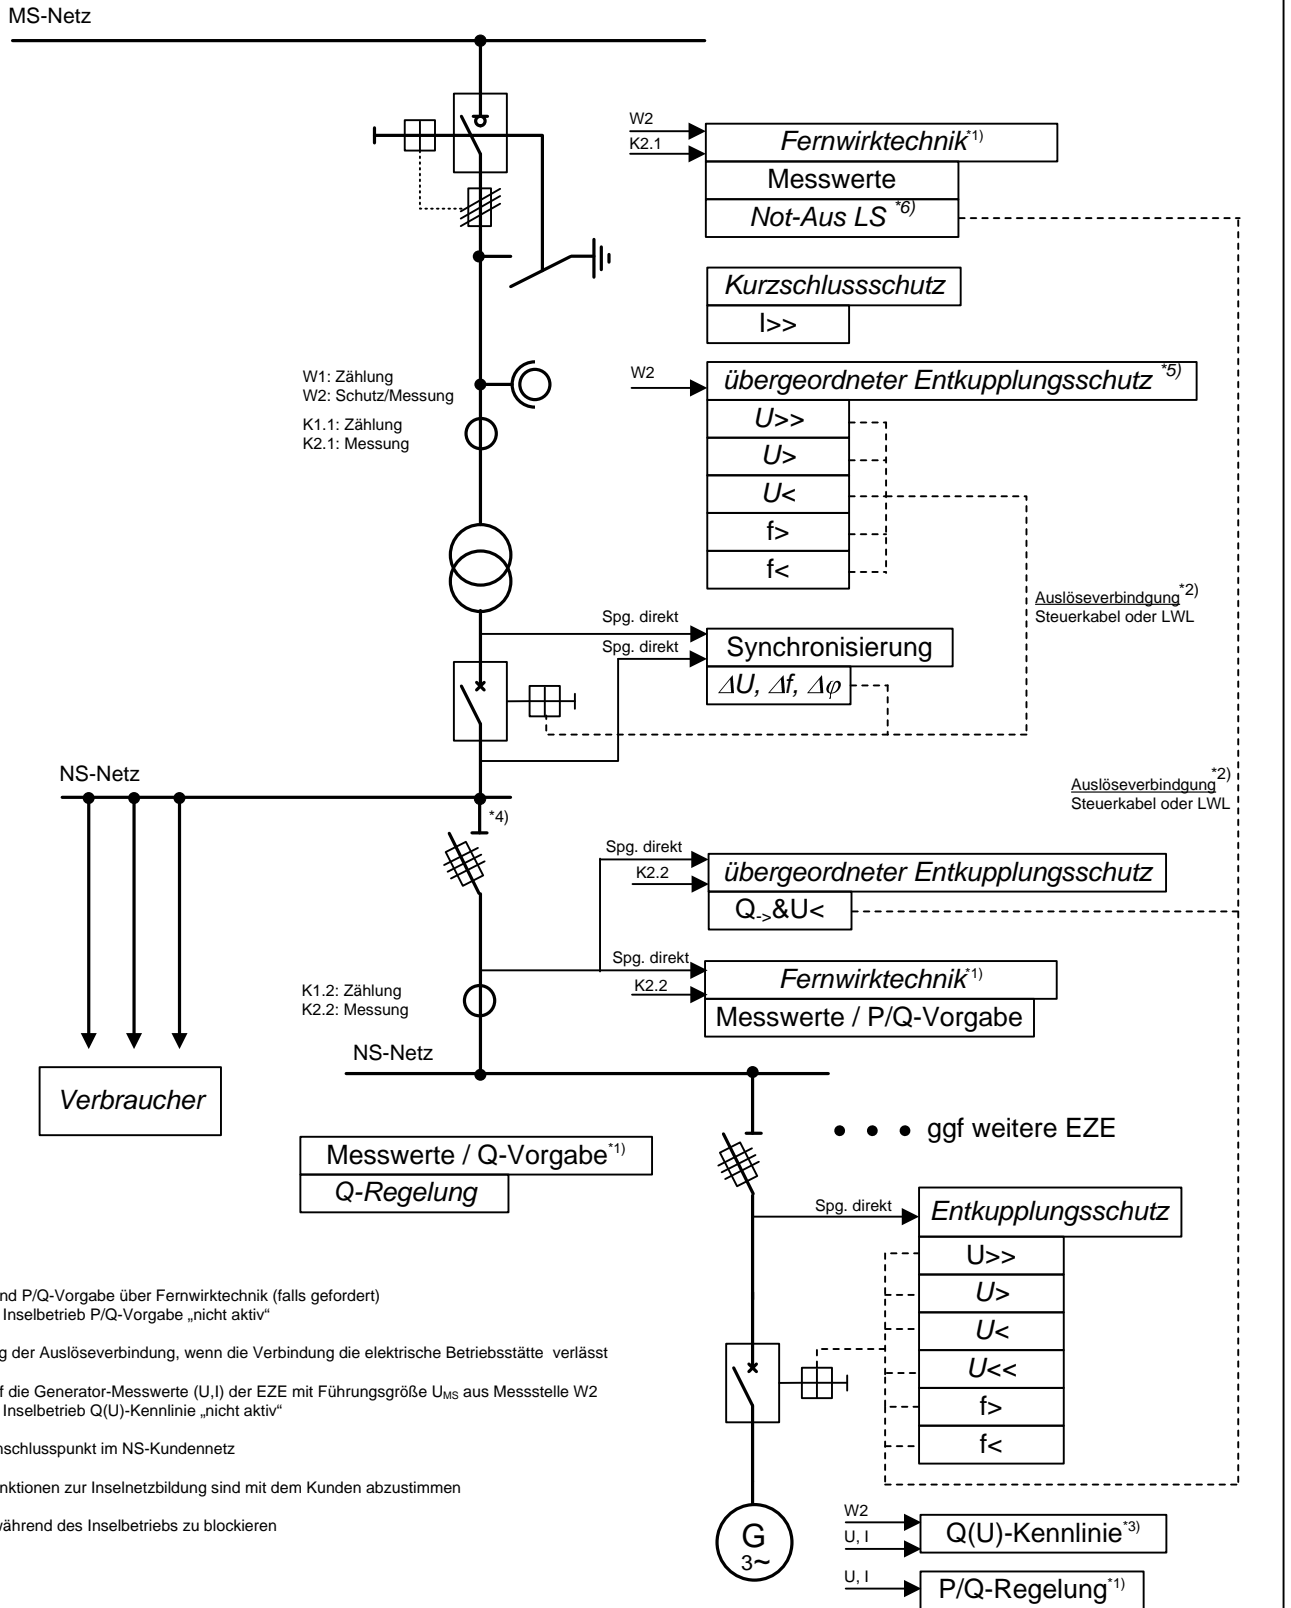 MS-Netz
W2
K2.1
Fernwirktechnik*1)
Messwerte
Not-Aus LS *6)
Kurzschlussschutz
I>>
W1: Zählung
W2: Schutz/Messung
K1.1: Zählung
K2.1: Messung
W2
übergeordneter Entkupplungsschutz *5)
U>>
U>
U<
f>
f<
Auslöseverbindgung*2)
Steuerkabel oder LWL
Spg. direkt
Spg. direkt
Synchronisierung
ΔU, Δf, Δφ
NS-Netz
*4)
Auslöseverbindgung*2)
Steuerkabel oder LWL
Spg. direkt
K2.2
übergeordneter Entkupplungsschutz
Q->&U<
Spg. direkt
K2.2
Fernwirktechnik*1)
Messwerte / P/Q-Vorgabe
K1.2: Zählung
K2.2: Messung
NS-Netz
Verbraucher
Messwerte / Q-Vorgabe*1)
Q-Regelung
ggf weitere EZE
Spg. direkt
Entkupplungsschutz
U>>
U>
U<
U<<
f>
f<
nd P/Q-Vorgabe über Fernwirktechnik (falls gefordert)
Inselbetrieb P/Q-Vorgabe „nicht aktiv“
g der Auslöseverbindung, wenn die Verbindung die elektrische Betriebsstätte verlässt
f die Generator-Messwerte (U,I) der EZE mit Führungsgröße UMS aus Messstelle W2
Inselbetrieb Q(U)-Kennlinie „nicht aktiv“
nschlusspunkt im NS-Kundennetz
nktionen zur Inselnetzbildung sind mit dem Kunden abzustimmen
während des Inselbetriebs zu blockieren
G
3~
W2
U, I
Q(U)-Kennlinie*3)
U, I
P/Q-Regelung*1)